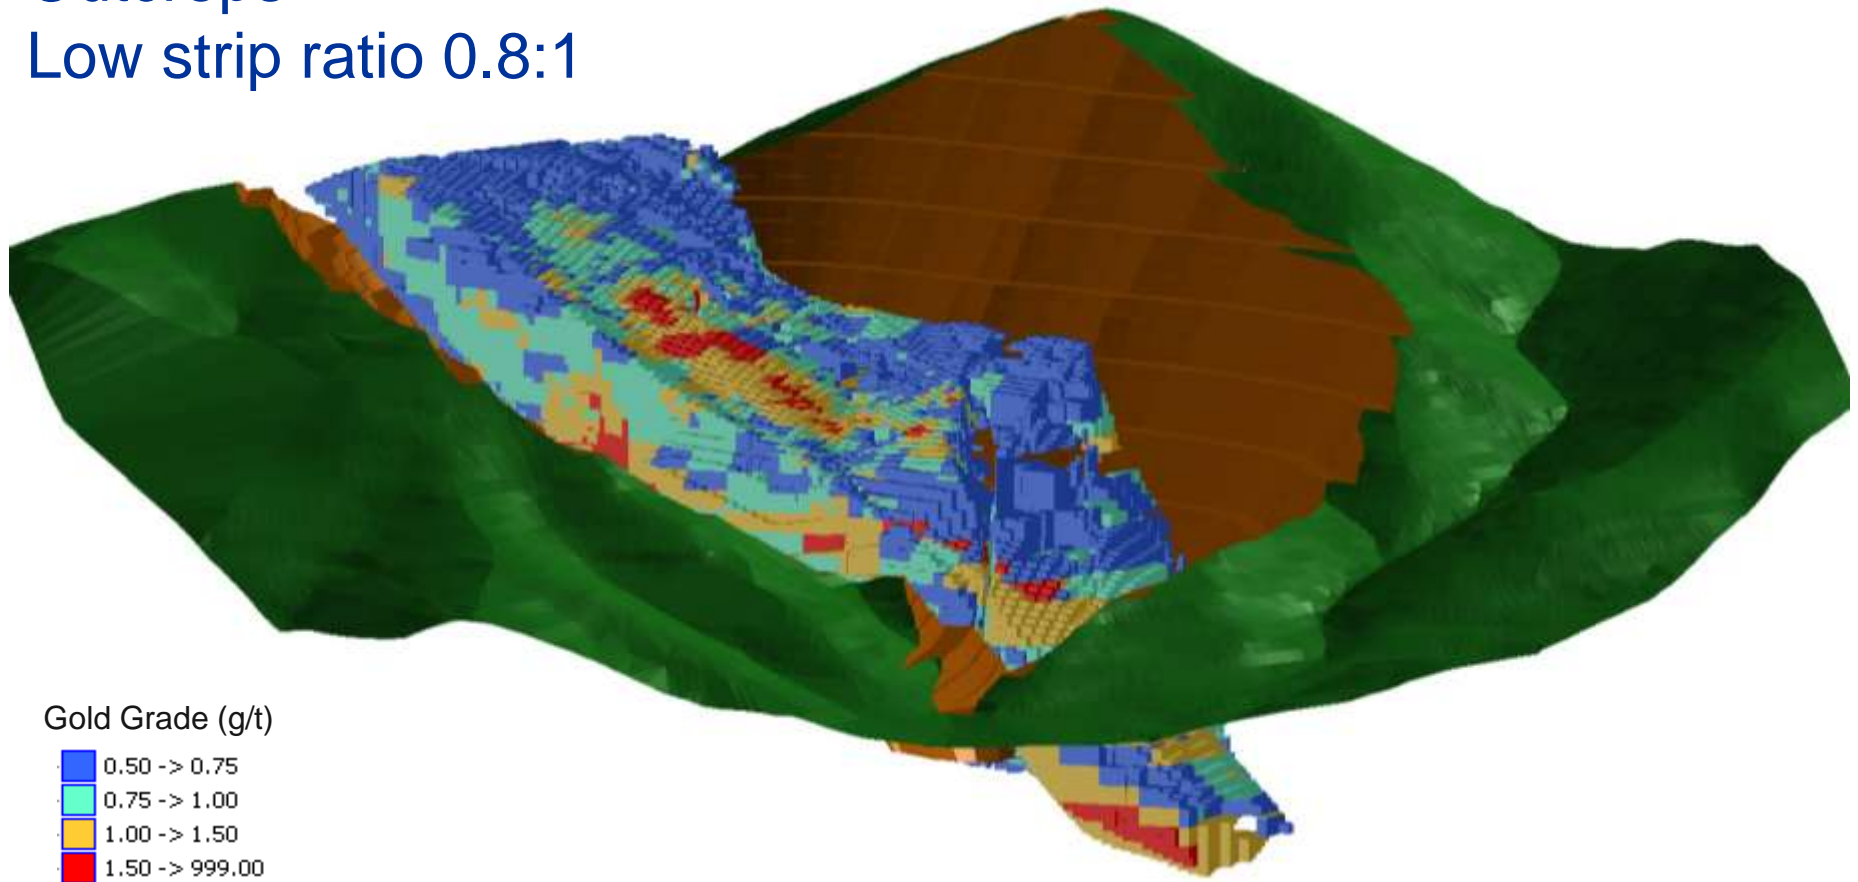 Outcrops
Low strip ratio 0.8:1
Gold Grade (g/t)
0.50 -> 0.75
0.75 -> 1.00
1.00 -> 1.50
1.50 -> 999.00